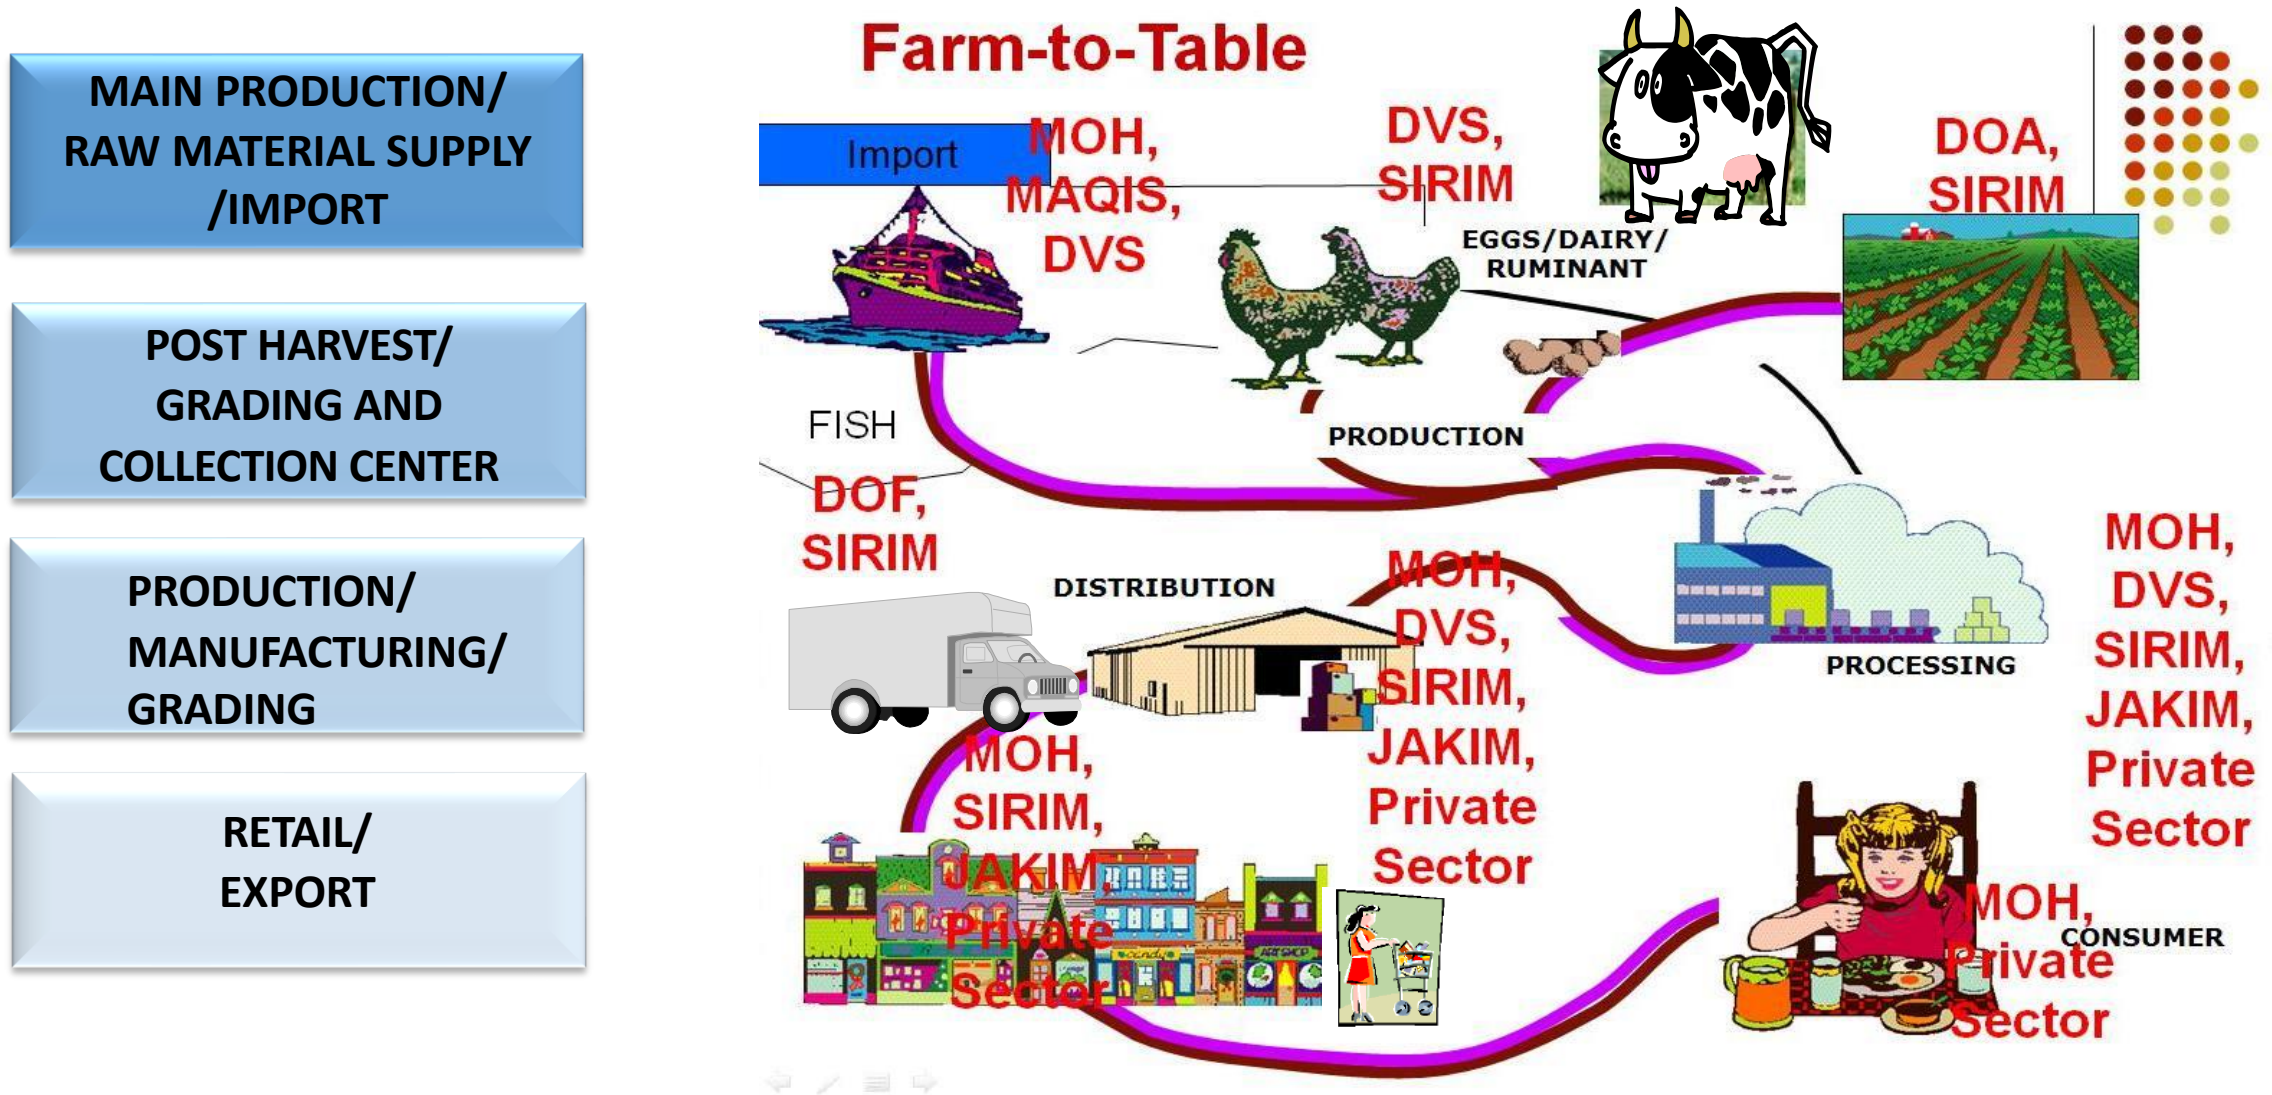 MAIN PRODUCTION/
RAW MATERIAL SUPPLY
/IMPORT
POST HARVEST/
GRADING AND
COLLECTION CENTER
PRODUCTION/
MANUFACTURING/
GRADING
RETAIL/
EXPORT
Farm-to-Table
Import
MOH,
MAQIS,
DVS
DVS,
SIRIM
EGGS/DAIRY/
RUMINANT
DOA,
SIRIM
FISH
DOF,
SIRIM
PRODUCTION
DISTRIBUTION
MOH,
DVS,
SIRIM,
JAKIM,
Private
Sector
PROCESSING
MOH,
DVS,
SIRIM,
JAKIM,
Private
Sector
MOH,
SIRIM,
JAKIM,
Private
Sector
candy
ART SHOP
MOH,
Private
Sector
CONSUMER